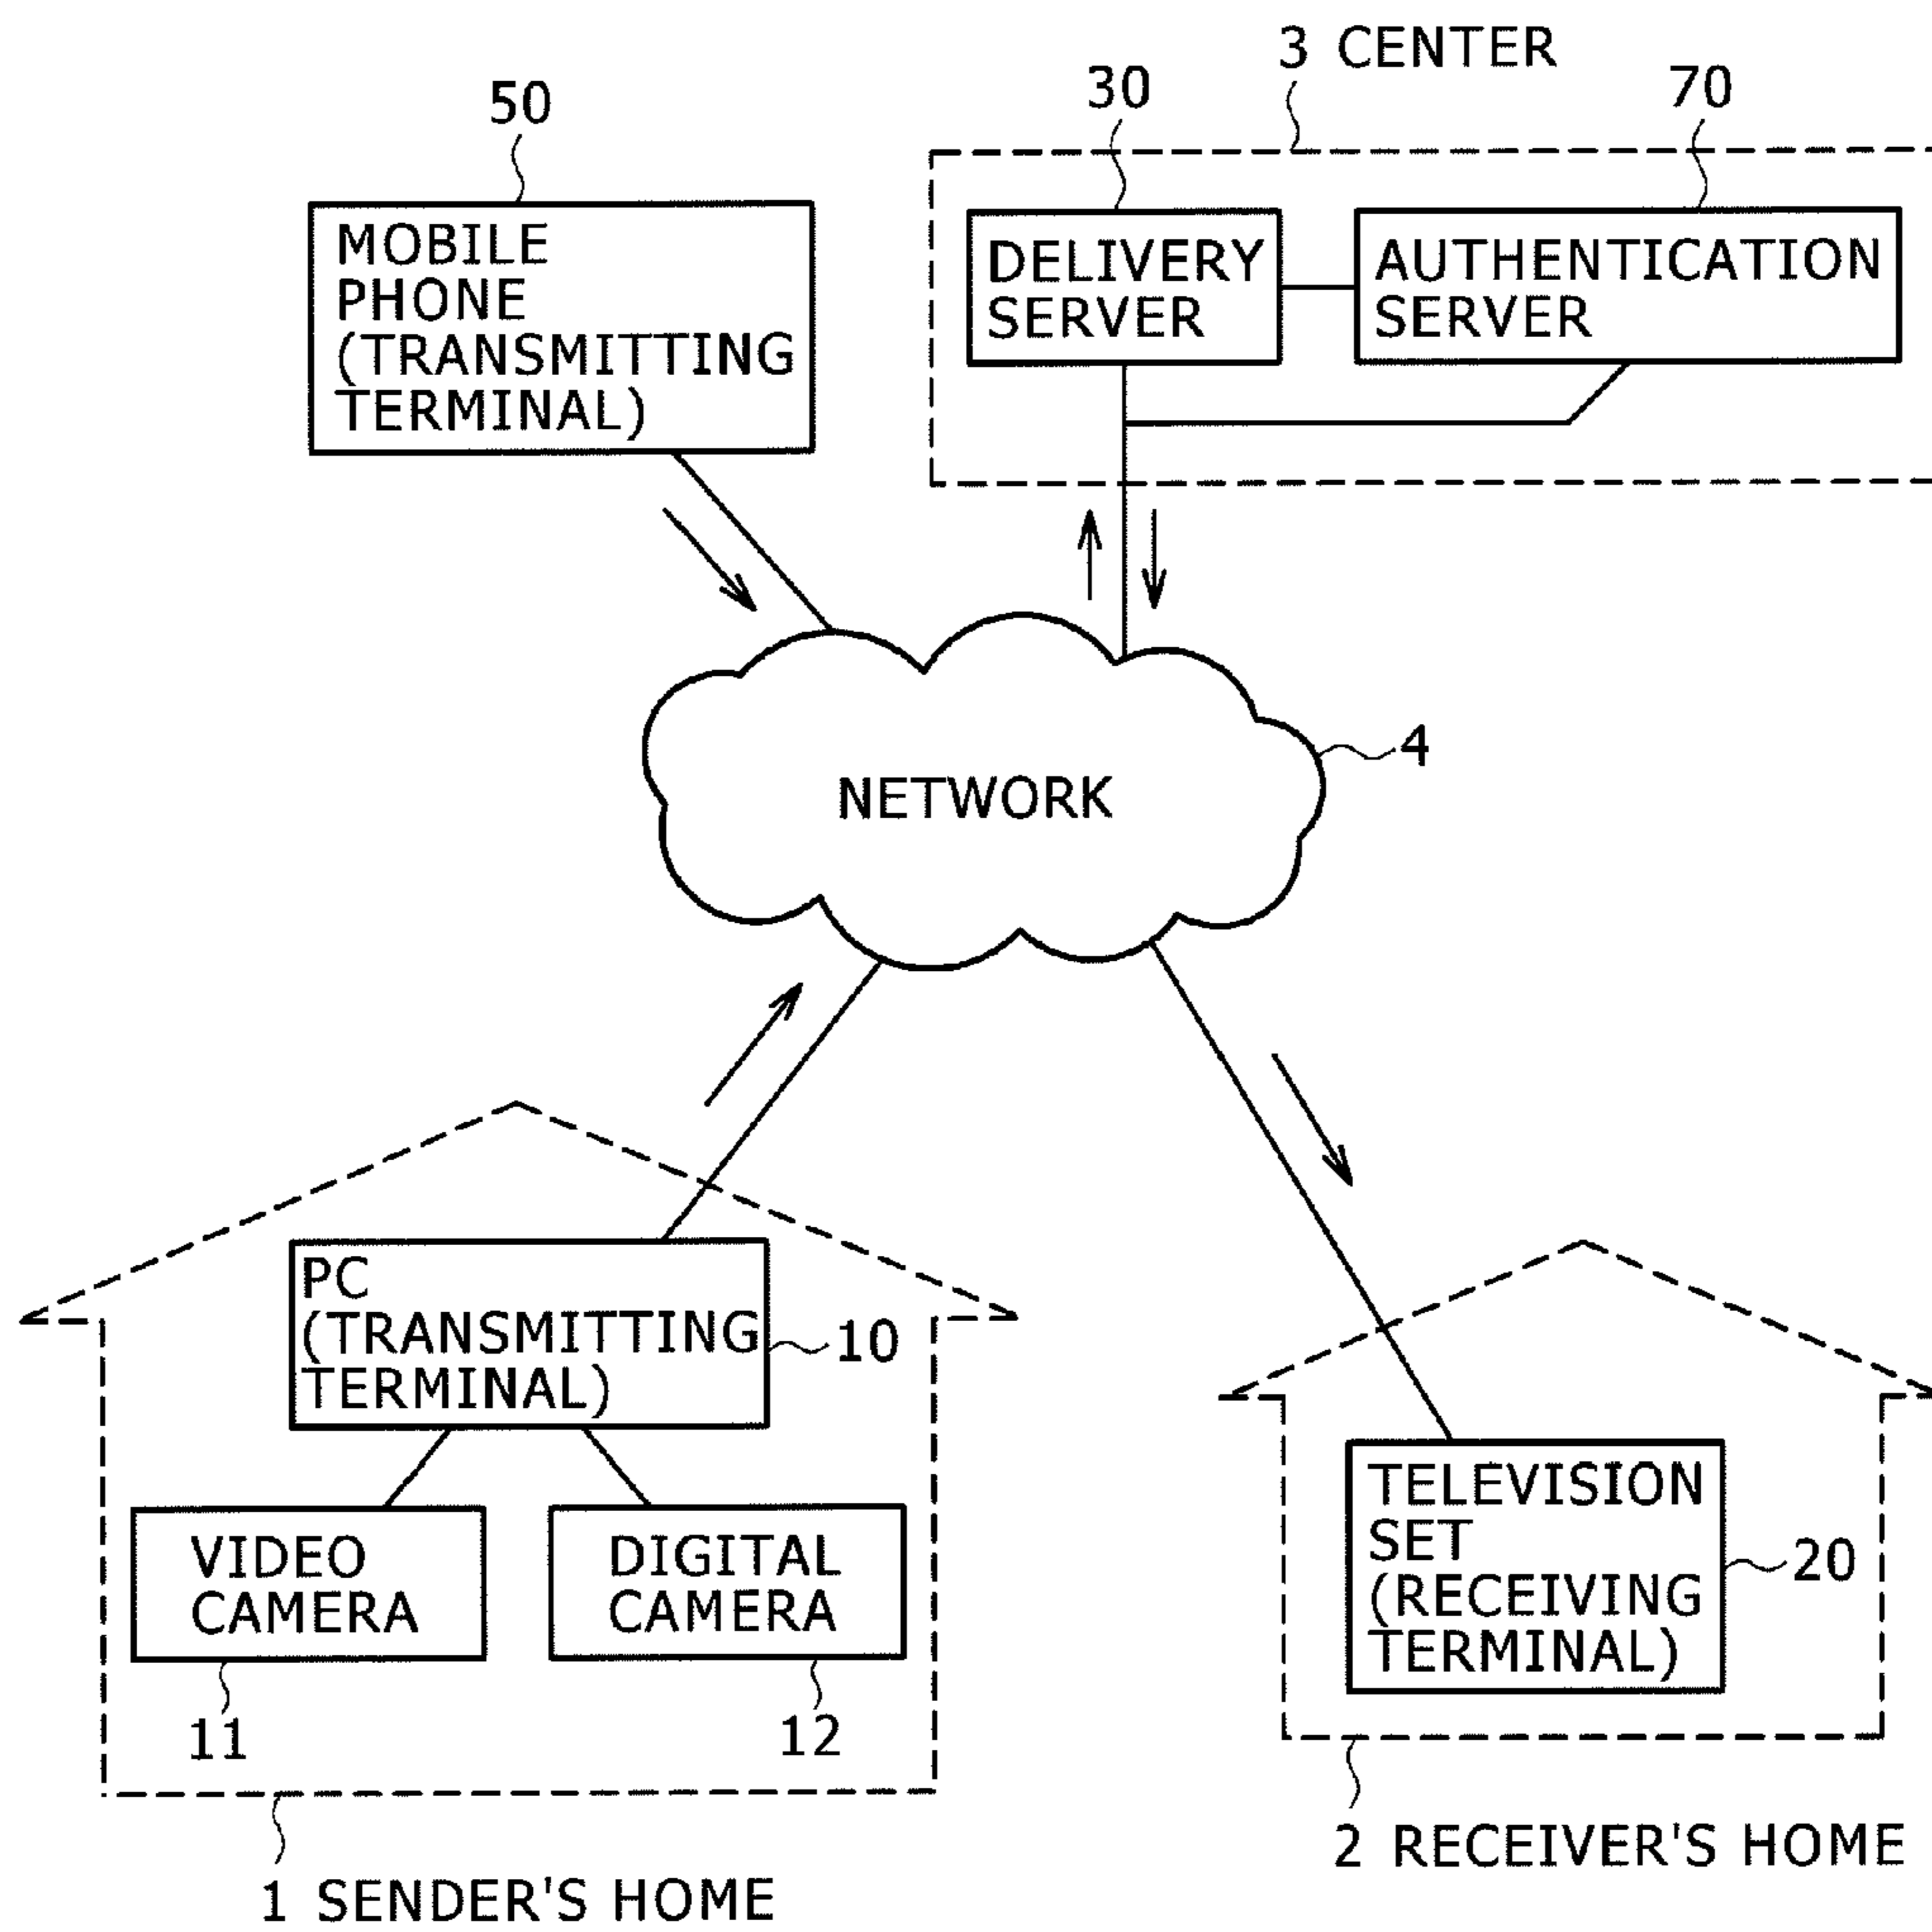 3 CENTER
50
30
70
MOBILE
PHONE
(TRANSMITTING
TERMINAL)
DELIVERY
SERVER
AUTHENTICATION
SERVER
NETWORK
4
PC
(TRANSMITTING
TERMINAL)
10
VIDEO
CAMERA
DIGITAL
CAMERA
11
12
1 SENDER'S HOME
TELEVISION
SET
(RECEIVING
TERMINAL)
20
2 RECEIVER'S HOME